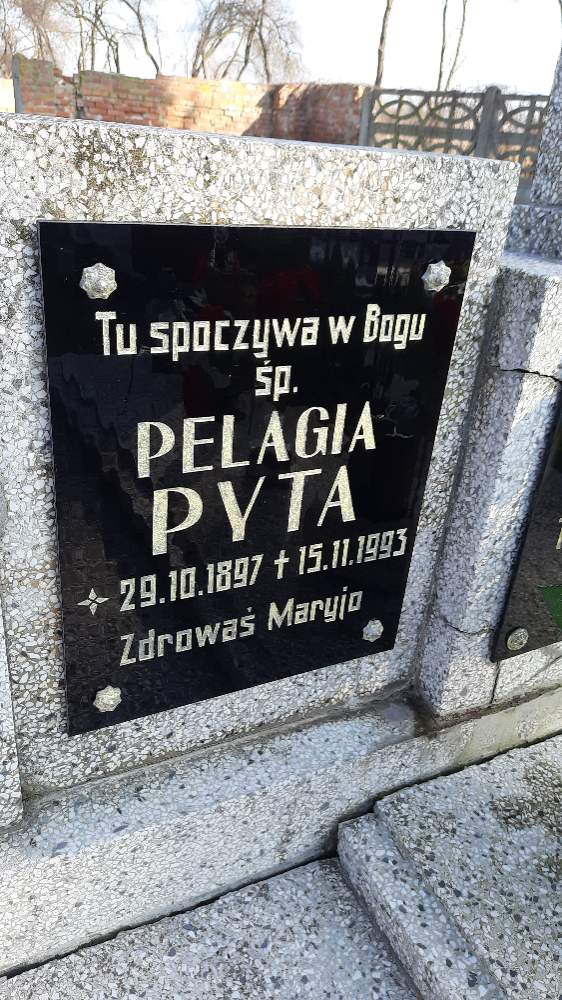 Tu spoczywa w Bogu
śp.
PELAGIA
PYTA
29.10.1897 † 15.11.1993
Zdrowaś Maryjo